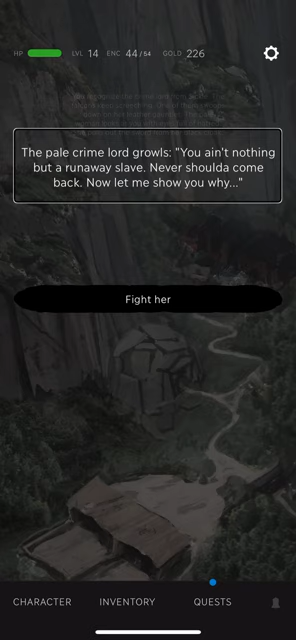 HP LVL 14 ENC 44/54 GOLD 226
The pale crime lord growls: "You ain't nothing
but a runaway slave. Never shoulda come
back. Now let me show you why..."
Fight her
CHARACTER INVENTORY QUESTS